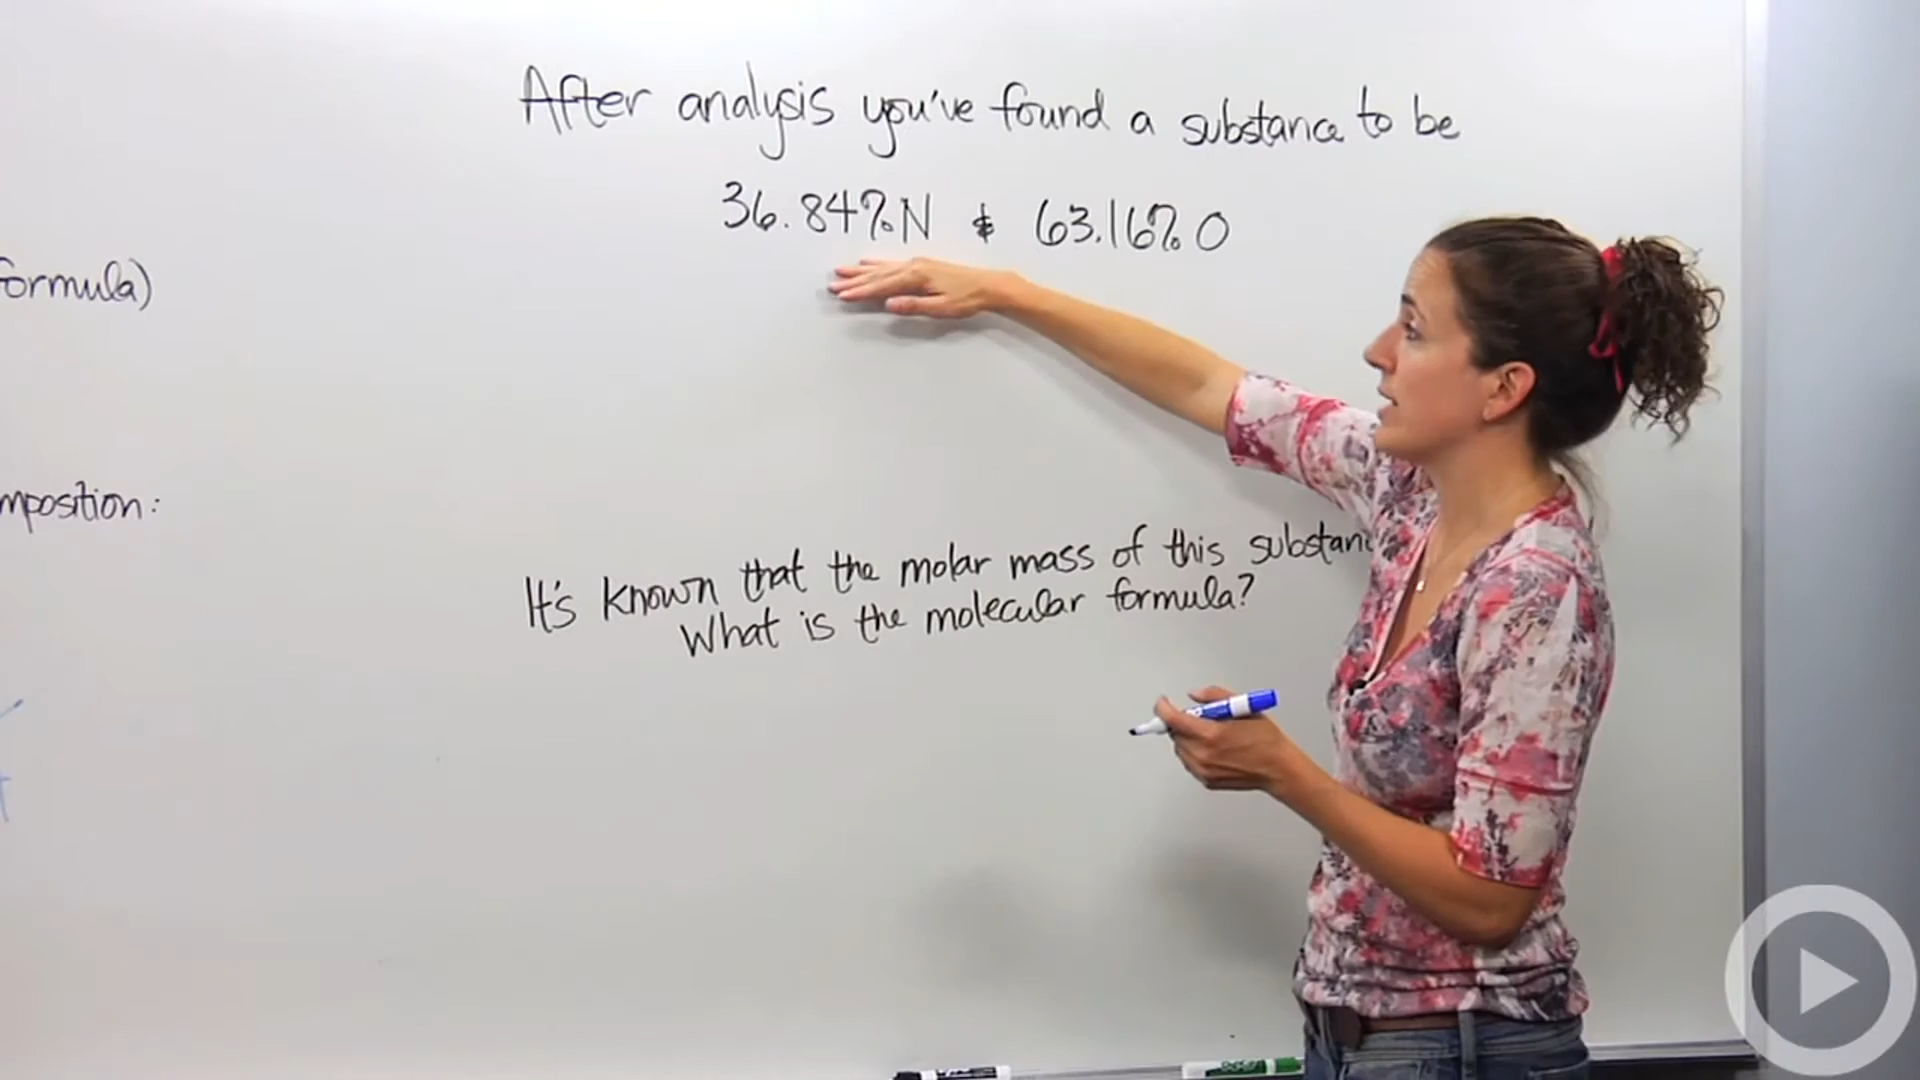 After analysis you've found a substance to be
36.84%N & 63.16% O
formula)
mposition:
It's known that the molar mass of this substanc
What is the molecular formula?